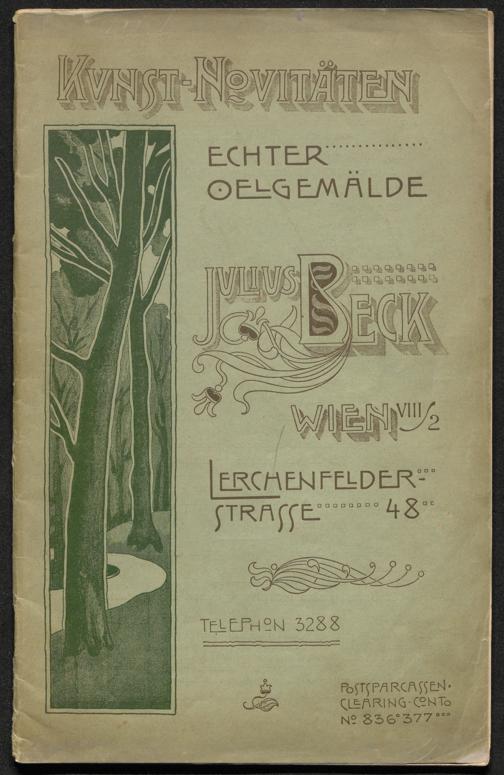 KVNST-NOVITÄTEN
ECHTER
OELGEMÄLDE
JULIUS BECK
WIEN VIII/2
LERCHENFELDER-
STRASSE 48
TELEPHON 3288
POSTSPARCASSEN-
CLEARING-CONTO
No 836.377